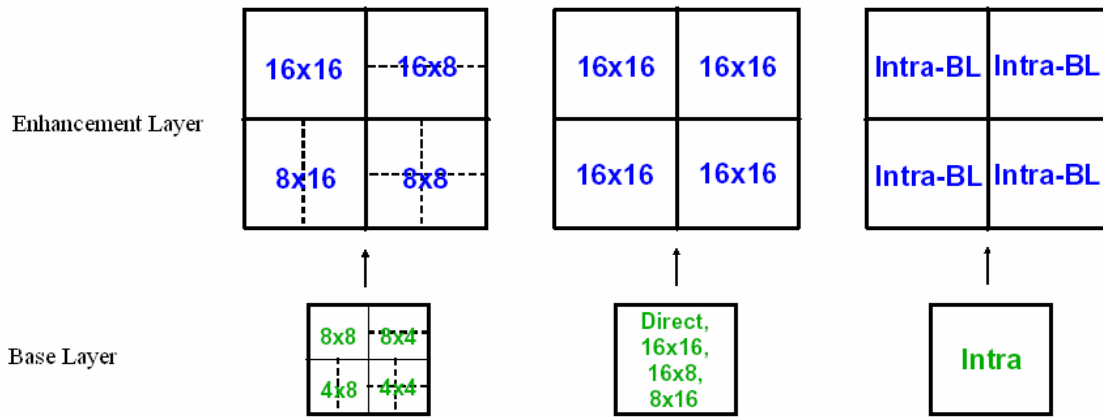 16x16 16x8 16x16 16x16 Intra-BL Intra-BL
Enhancement Layer
8x16 8x8 16x16 16x16 Intra-BL Intra-BL
8x8 8x4
4x8 4x4
Direct,
16x16,
16x8,
8x16
Base Layer
Intra